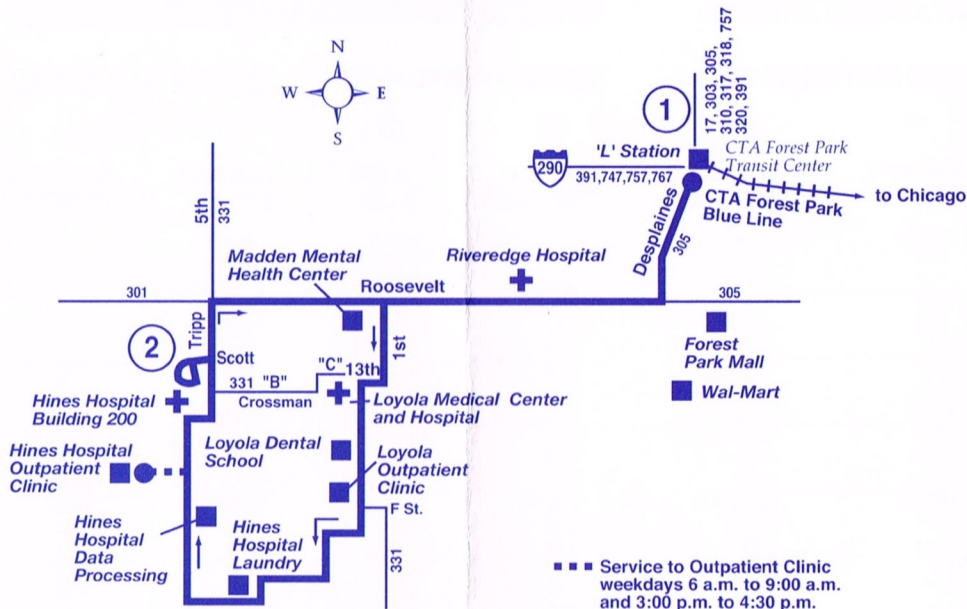 N
W E
S
1
17, 303, 305,
310, 317, 318, 757
320, 391
'L' Station
290
391,747,757,767
CTA Forest Park
Transit Center
to Chicago
CTA Forest Park
Blue Line
Desplaines
305
5th
331
Madden Mental
Health Center
Riveredge Hospital
Roosevelt
301
305
Tripp
2
Scott
1st
"C" 13th
331 "B"
Crossman
Forest
Park Mall
Wal-Mart
Hines Hospital
Building 200
Loyola Medical Center
and Hospital
Hines Hospital
Outpatient
Clinic
Loyola Dental
School
Loyola
Outpatient
Clinic
F St.
331
Hines
Hospital
Data
Processing
Hines
Hospital
Laundry
Service to Outpatient Clinic
weekdays 6 a.m. to 9:00 a.m.
and 3:00 p.m. to 4:30 p.m.